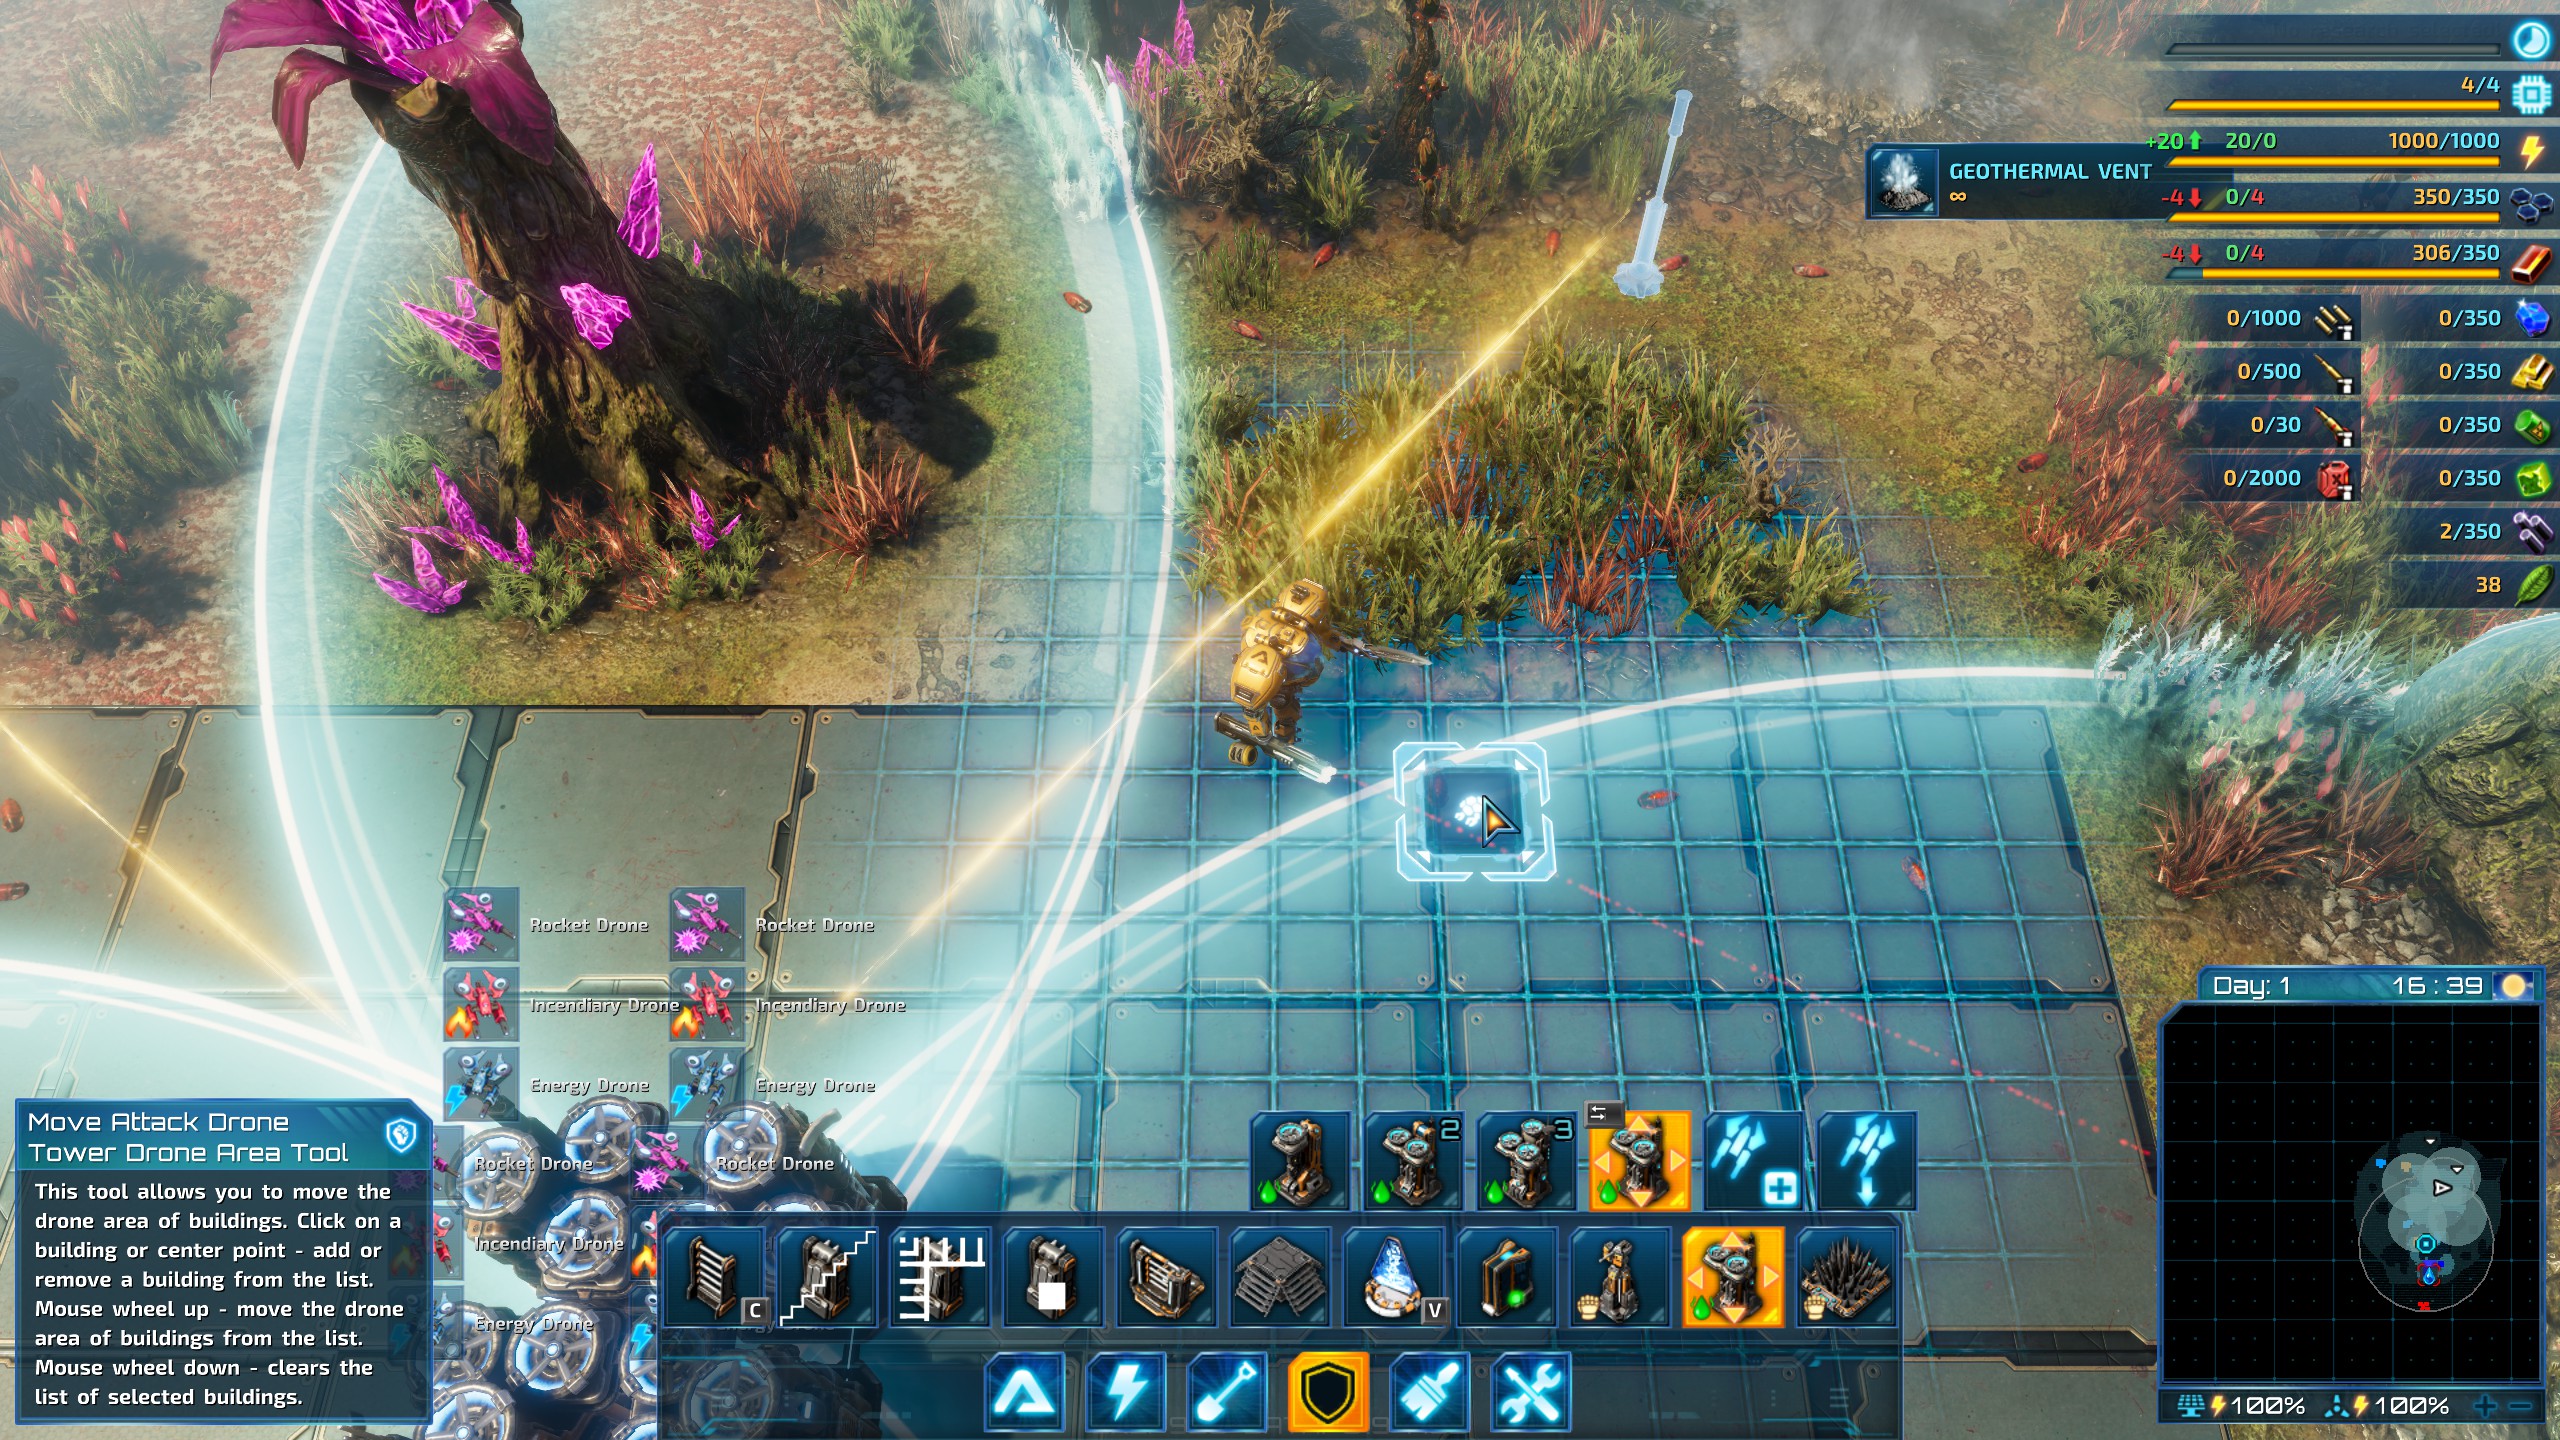 4/4
+20 20/0 1000/1000
GEOTHERMAL VENT
∞
-4 0/4 350/350
-4 0/4 306/350
0/1000 0/350
0/500 0/350
0/30 0/350
0/2000 0/350
2/350
38
Rocket Drone Rocket Drone
Incendiary Drone Incendiary Drone
Energy Drone Energy Drone
Rocket Drone Rocket Drone
Incendiary Drone
Energy Drone
Move Attack Drone
Tower Drone Area Tool
This tool allows you to move the
drone area of buildings. Click on a
building or center point - add or
remove a building from the list.
Mouse wheel up - move the drone
area of buildings from the list.
Mouse wheel down - clears the
list of selected buildings.
2
3
C
V
Day: 1 16:39
100% 100%